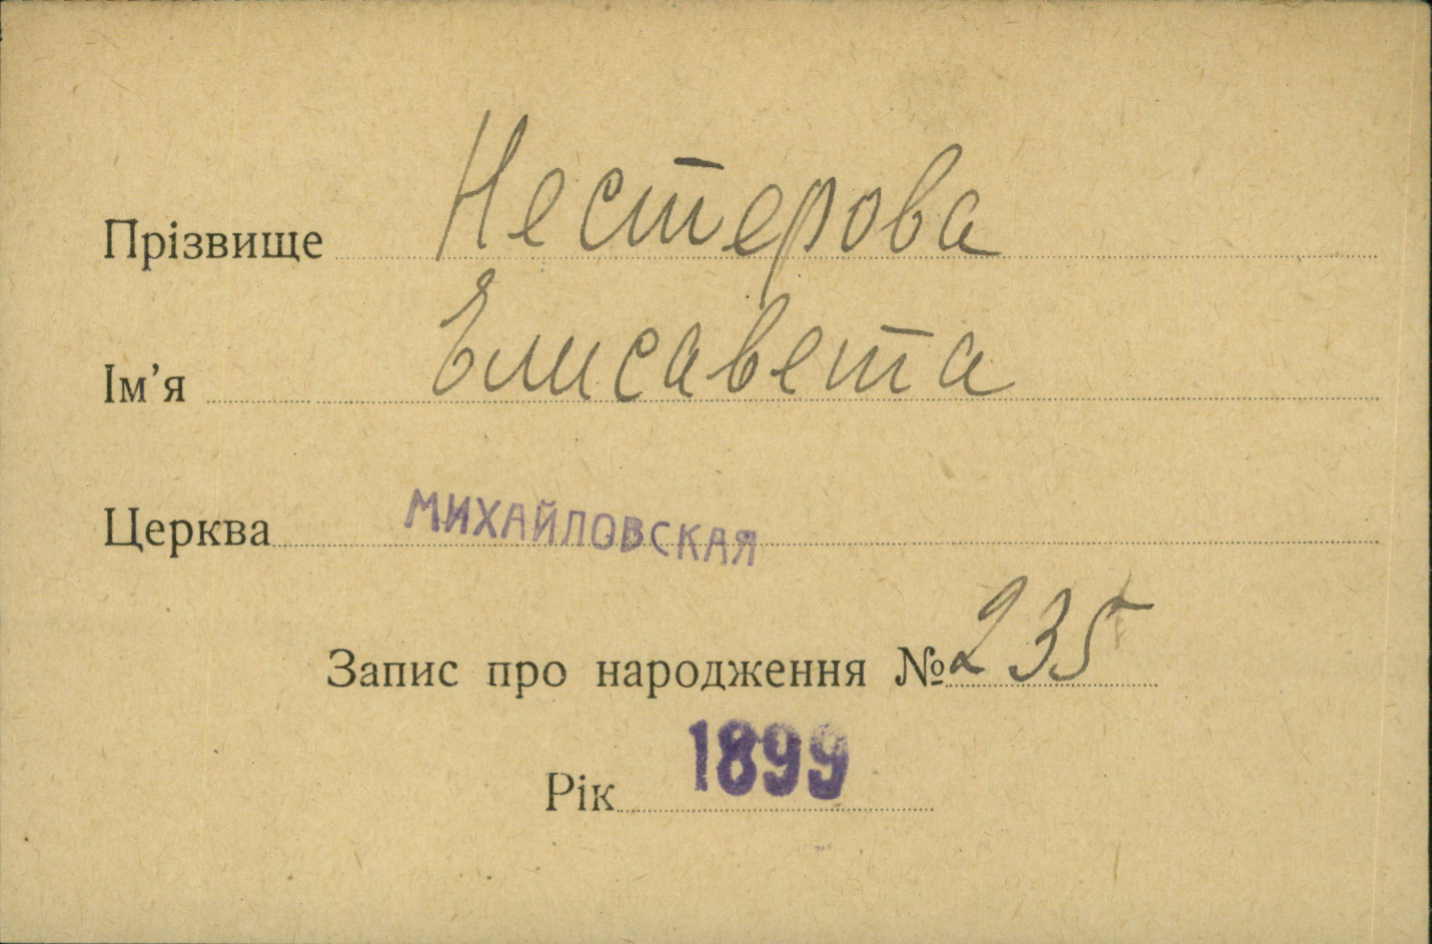 Прізвище Нестерова
Ім’я Елисавета
Церква МИХАЙЛОВСКАЯ
Запис про народження № 235
Рік 1899